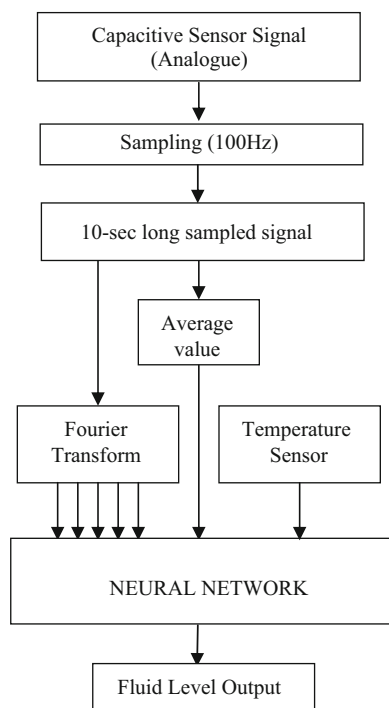 Capacitive Sensor Signal
(Analogue)
Sampling (100Hz)
10-sec long sampled signal
Average
value
Fourier
Transform
Temperature
Sensor
NEURAL NETWORK
Fluid Level Output